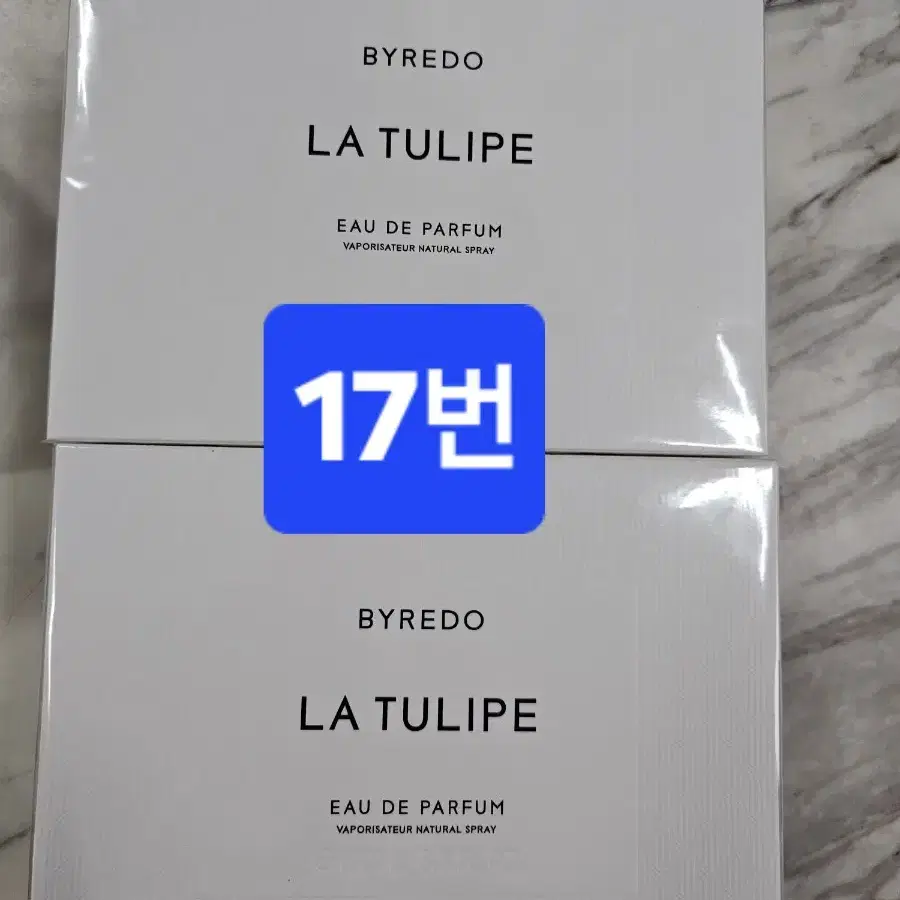 BYREDO
LA TULIPE
EAU DE PARFUM
VAPORISATEUR NATURAL SPRAY
17번
BYREDO
LA TULIPE
EAU DE PARFUM
VAPORISATEUR NATURAL SPRAY